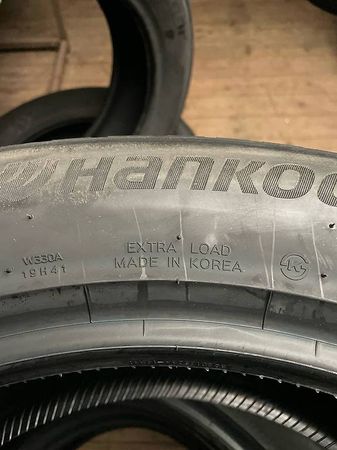 Hankoo
W330A
19H41
EXTRA LOAD
MADE IN KOREA